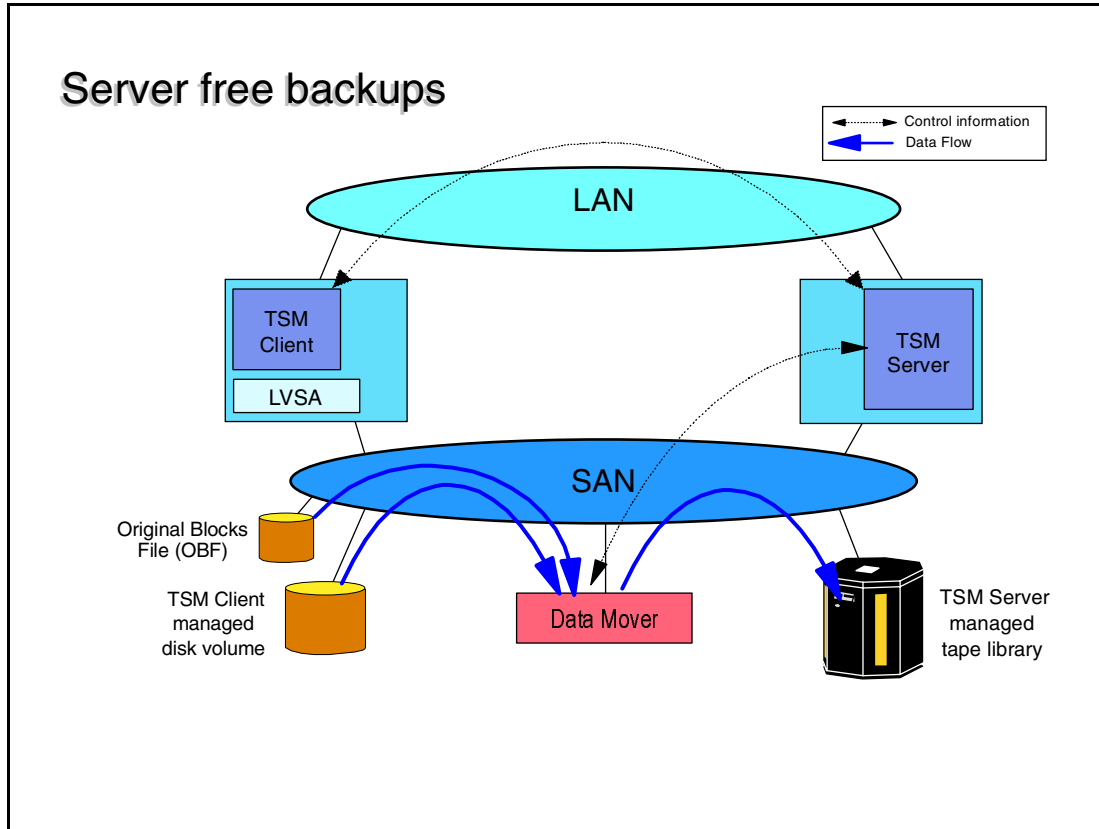 Server free backups
Control information
Data Flow
LAN
TSM
Client
LVSA
TSM
Server
SAN
Original Blocks
File (OBF)
TSM Client
managed
disk volume
Data Mover
TSM Server
managed
tape library